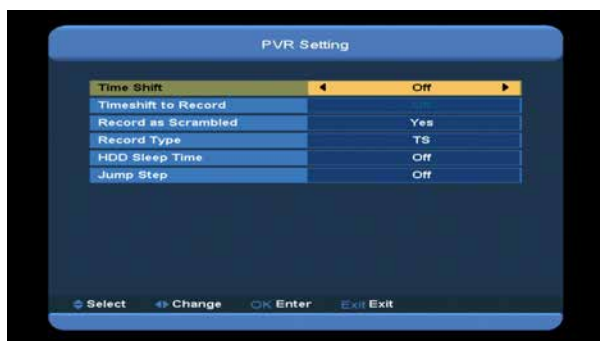 PVR Setting
Time Shift Off
Timeshift to Record
Record as Scrambled Yes
Record Type TS
HDD Sleep Time Off
Jump Step Off
Select Change OK Enter Exit Exit